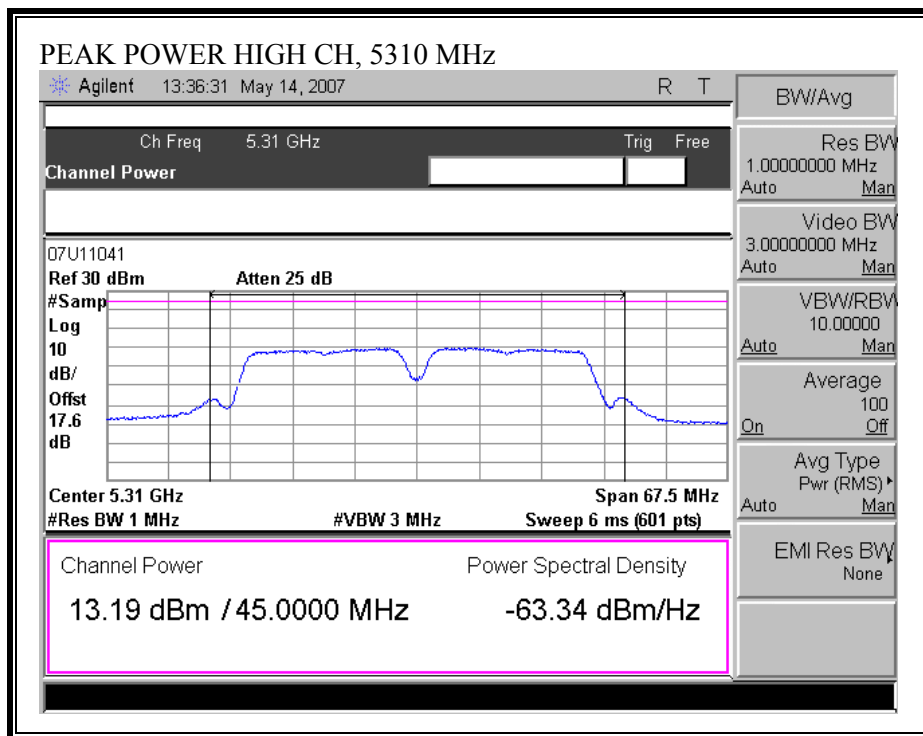 PEAK POWER HIGH CH, 5310 MHz
Agilent 13:36:31 May 14, 2007 R T
Ch Freq 5.31 GHz Trig Free
Channel Power
07U11041
Ref 30 dBm Atten 25 dB
#Samp
Log
10
dB/
Offst
17.6
dB
Center 5.31 GHz Span 67.5 MHz
#Res BW 1 MHz #VBW 3 MHz Sweep 6 ms (601 pts)
Channel Power Power Spectral Density
13.19 dBm / 45.0000 MHz -63.34 dBm/Hz
BW/Avg
Res BW
1.00000000 MHz
Auto Man
Video BW
3.00000000 MHz
Auto Man
VBW/RBW
10.00000
Auto Man
Average
100
On Off
Avg Type
Pwr (RMS)
Auto Man
EMI Res BW
None